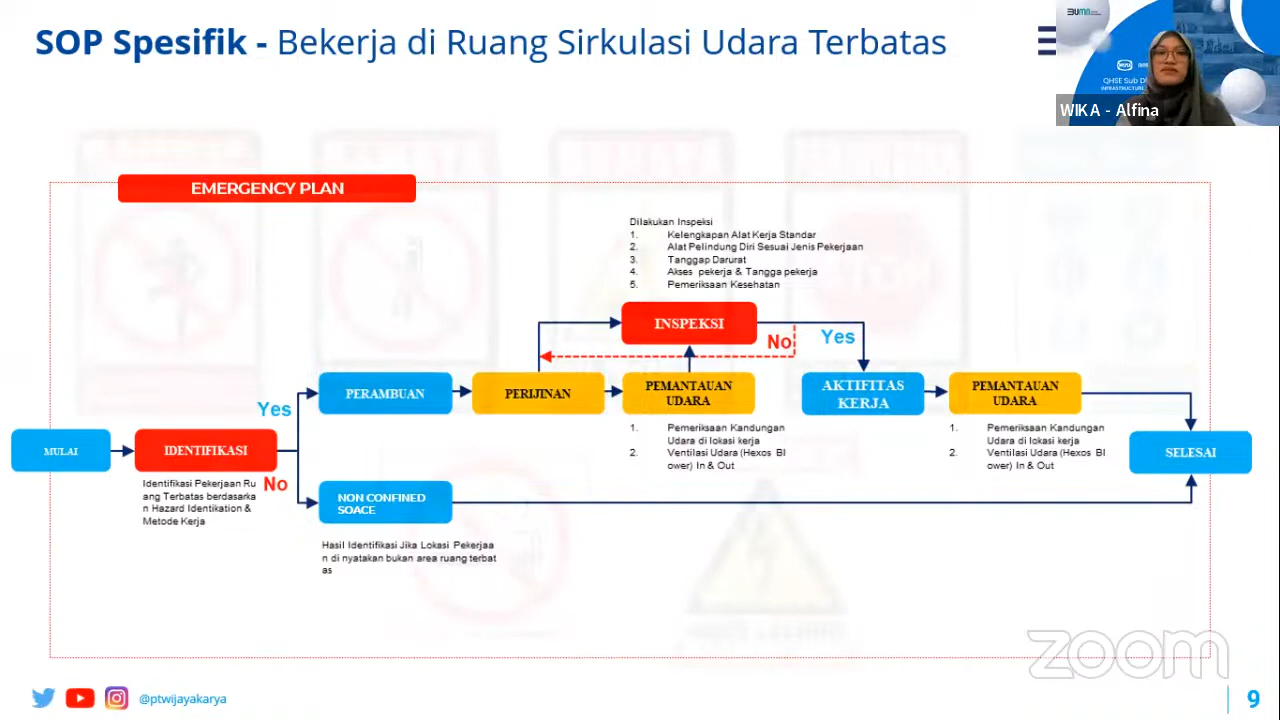 SOP Spesifik - Bekerja di Ruang Sirkulasi Udara Terbatas
BUMN
QHSE Sub Di
INFRASTRUCTURE
WIKA - Alfina
EMERGENCY PLAN
Dilakukan Inspeksi
1. Kelengkapan Alat Kerja Standar
2. Alat Pelindung Diri Sesuai Jenis Pekerjaan
3. Tanggap Darurat
4. Akses pekerja & Tangga pekerja
5. Pemeriksaan Kesehatan
INSPEKSI
No
Yes
Yes
PERAMBUAN
PERIJINAN
PEMANTAUAN
UDARA
AKTIFITAS
KERJA
PEMANTAUAN
UDARA
1. Pemeriksaan Kandungan
Udara di lokasi kerja
2. Ventilasi Udara (Hexos Bl
ower) In & Out
1. Pemeriksaan Kandungan
Udara di lokasi kerja
2. Ventilasi Udara (Hexos Bl
ower) In & Out
MULAI
IDENTIFIKASI
SELESAI
No
Identifikasi Pekerjaan Ru
ang Terbatas berdasarka
n Hazard Identikation &
Metode Kerja
NON CONFINED
SOACE
Hasil Identifikasi Jika Lokasi Pekerjaa
n di nyatakan bukan area ruang terbat
as
zoom
@ptwijayakarya
9